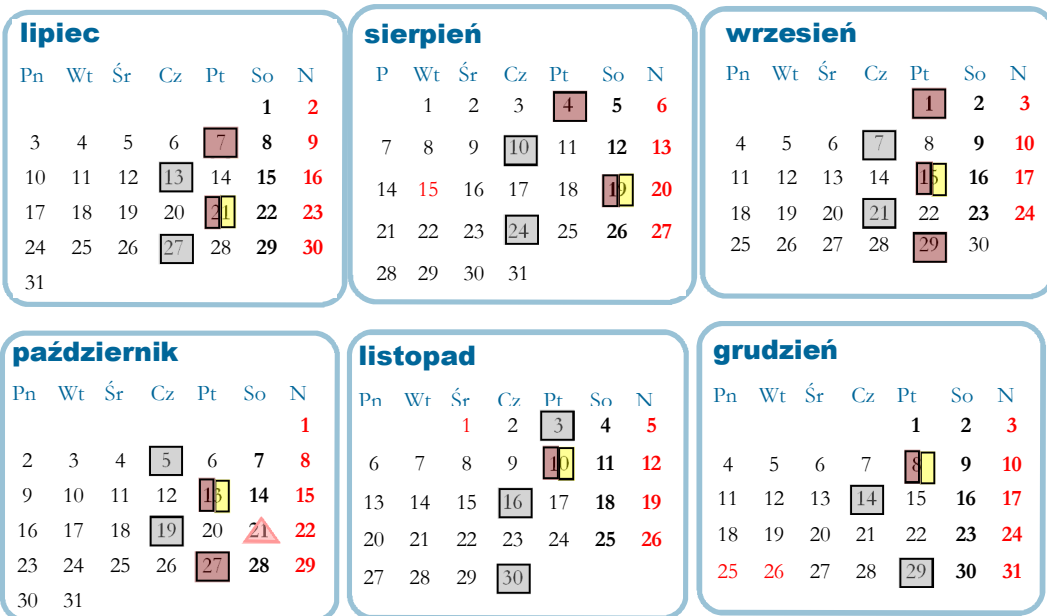 lipiec
Pn Wt Śr Cz Pt So N
1 2
3 4 5 6 7 8 9
10 11 12 13 14 15 16
17 18 19 20 21 22 23
24 25 26 27 28 29 30
31
sierpień
P Wt Śr Cz Pt So N
1 2 3 4 5 6
7 8 9 10 11 12 13
14 15 16 17 18 19 20
21 22 23 24 25 26 27
28 29 30 31
wrzesień
Pn Wt Śr Cz Pt So N
1 2 3
4 5 6 7 8 9 10
11 12 13 14 15 16 17
18 19 20 21 22 23 24
25 26 27 28 29 30
październik
Pn Wt Śr Cz Pt So N
1
2 3 4 5 6 7 8
9 10 11 12 13 14 15
16 17 18 19 20 21 22
23 24 25 26 27 28 29
30 31
listopad
Pn Wt Śr Cz Pt So N
1 2 3 4 5
6 7 8 9 10 11 12
13 14 15 16 17 18 19
20 21 22 23 24 25 26
27 28 29 30
grudzień
Pn Wt Śr Cz Pt So N
1 2 3
4 5 6 7 8 9 10
11 12 13 14 15 16 17
18 19 20 21 22 23 24
25 26 27 28 29 30 31